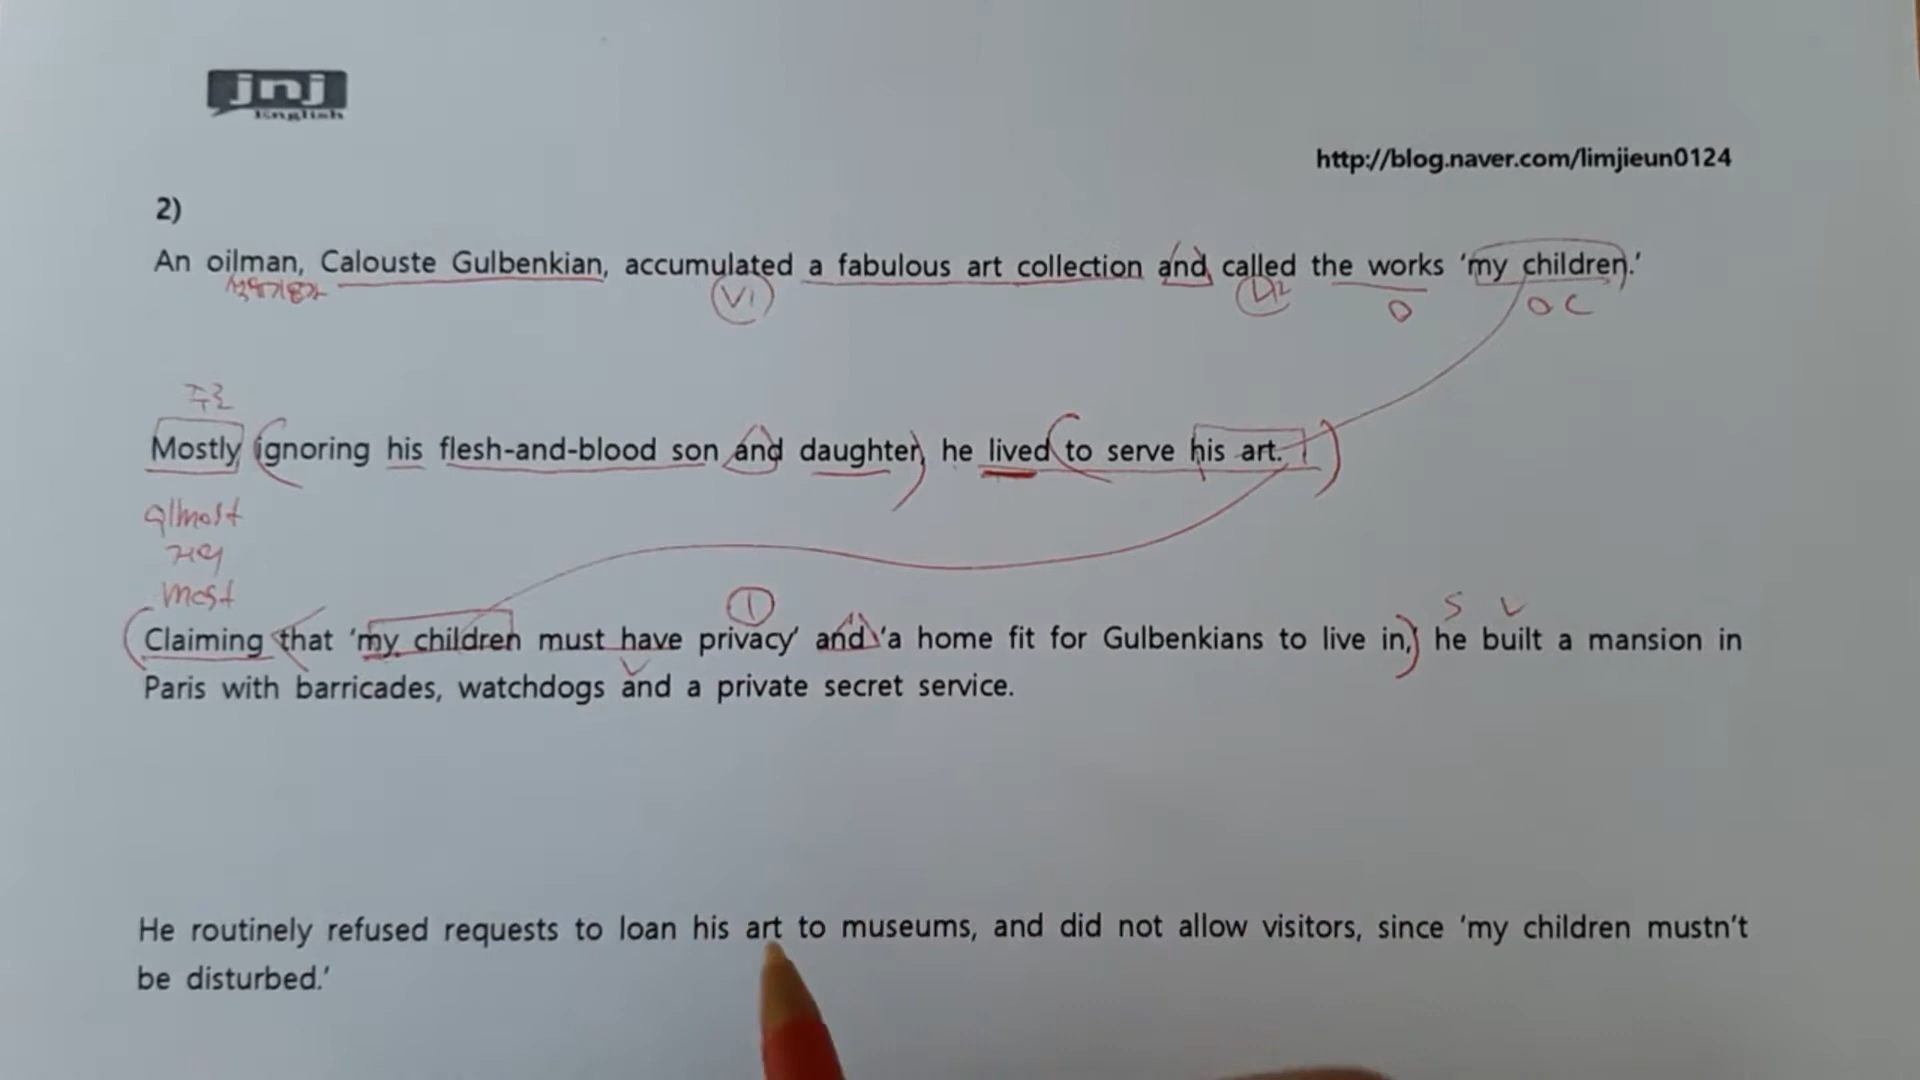 jnj
English
http://blog.naver.com/limjieun0124
2)
An oilman, Calouste Gulbenkian, accumulated a fabulous art collection and called the works ‘my children.’
석유기업가 V1 V2 O OC
주로
Mostly ignoring his flesh-and-blood son and daughter, he lived to serve his art.
almost
거의
most
① S V
Claiming that ‘my children must have privacy’ and ‘a home fit for Gulbenkians to live in,’ he built a mansion in
V
Paris with barricades, watchdogs and a private secret service.
He routinely refused requests to loan his art to museums, and did not allow visitors, since ‘my children mustn’t
be disturbed.’